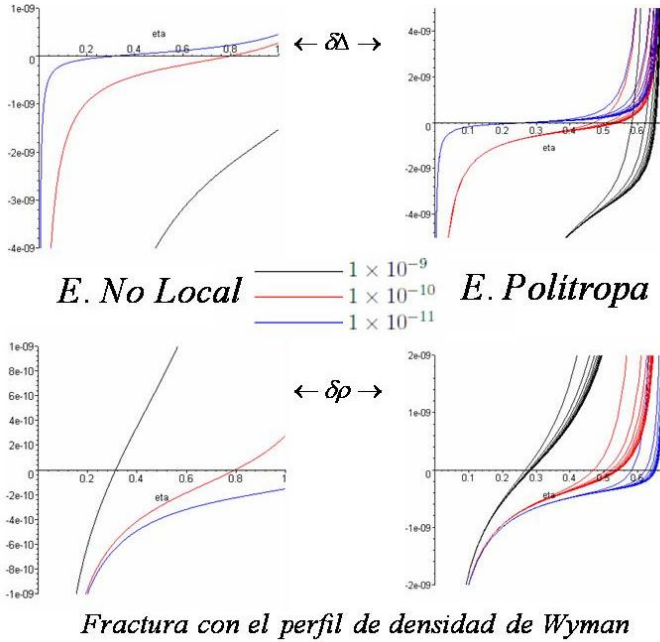 1e-09
eta
0.2 0.4 0.6 0.8 1
0
-1e-09
-2e-09
-3e-09
-4e-09
← δΔ →
4e-09
2e-09
0
0.1 0.2 0.3 0.4 0.5 0.6
eta
-2e-09
-4e-09
E. No Local
1 × 10⁻⁹
1 × 10⁻¹⁰
1 × 10⁻¹¹
E. Polítropa
1e-09
8e-10
6e-10
4e-10
2e-10
0
0.2 0.4 0.6 0.8 1
eta
-2e-10
-4e-10
-6e-10
-8e-10
-1e-09
← δρ →
2e-09
1e-09
0
0.1 0.2 0.3 0.4 0.5 0.6
eta
-1e-09
-2e-09
Fractura con el perfil de densidad de Wyman